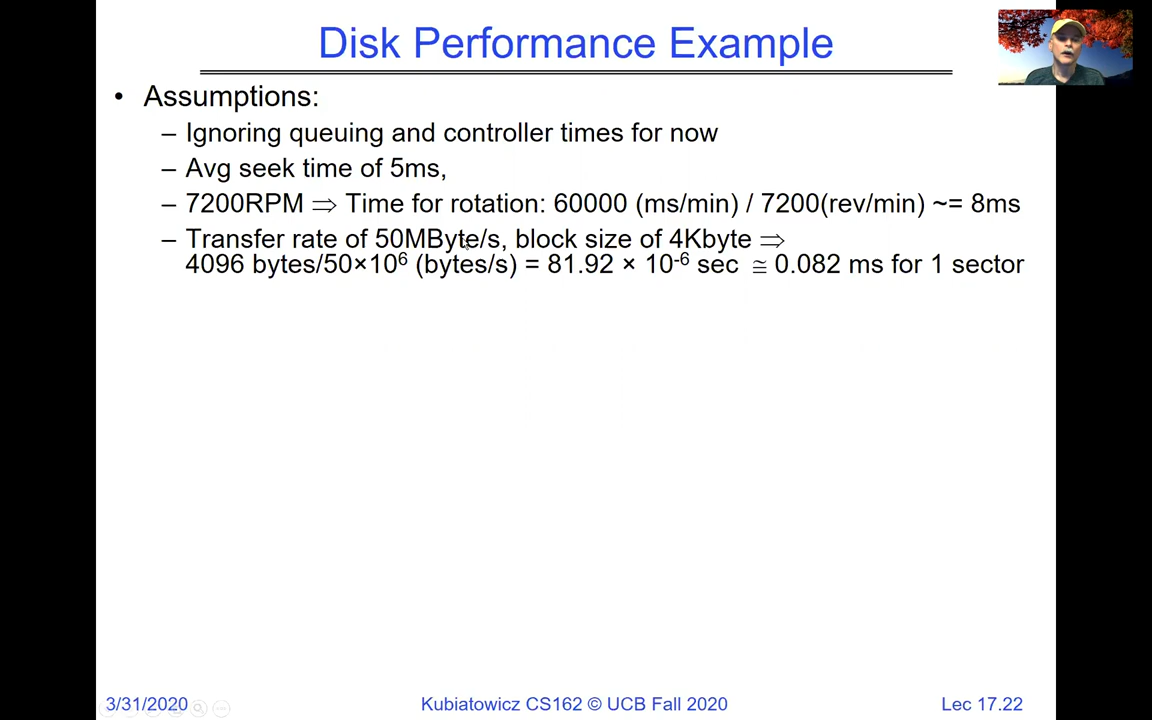 Disk Performance Example
• Assumptions:
– Ignoring queuing and controller times for now
– Avg seek time of 5ms,
– 7200RPM ⇒ Time for rotation: 60000 (ms/min) / 7200(rev/min) ~= 8ms
– Transfer rate of 50MByte/s, block size of 4Kbyte ⇒
4096 bytes/50×10⁶ (bytes/s) = 81.92 × 10⁻⁶ sec ≅ 0.082 ms for 1 sector
3/31/2020 Kubiatowicz CS162 © UCB Fall 2020 Lec 17.22